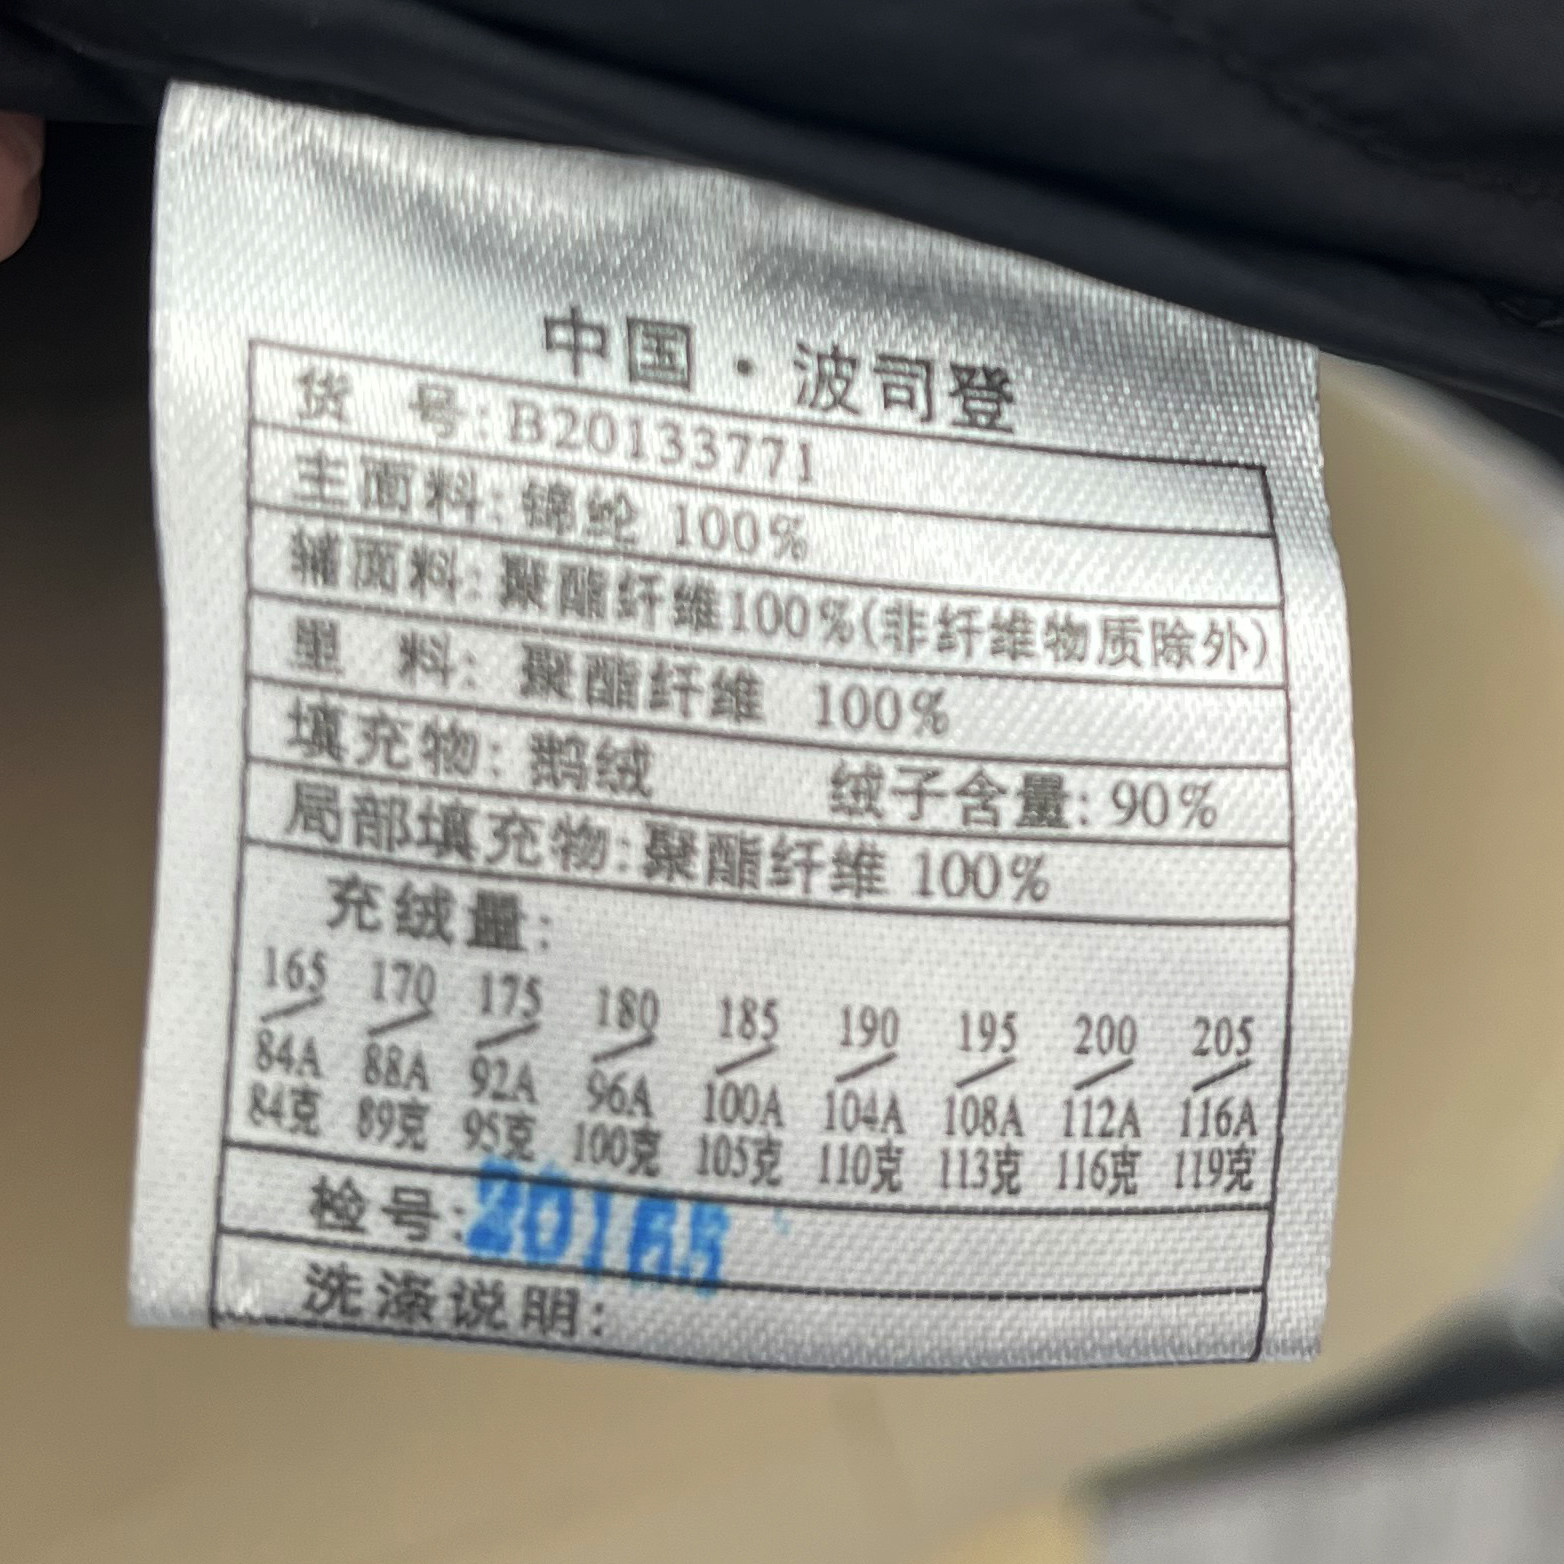 中国·波司登
货 号: B20133771
主面料: 锦纶 100%
辅面料: 聚酯纤维100%(非纤维物质除外)
里 料: 聚酯纤维 100%
填充物: 鹅绒 绒子含量: 90%
局部填充物: 聚酯纤维 100%
充绒量:
165/84A 170/88A 175/92A 180/96A 185/100A 190/104A 195/108A 200/112A 205/116A
84克 89克 95克 100克 105克 110克 113克 116克 119克
检号:
洗涤说明: